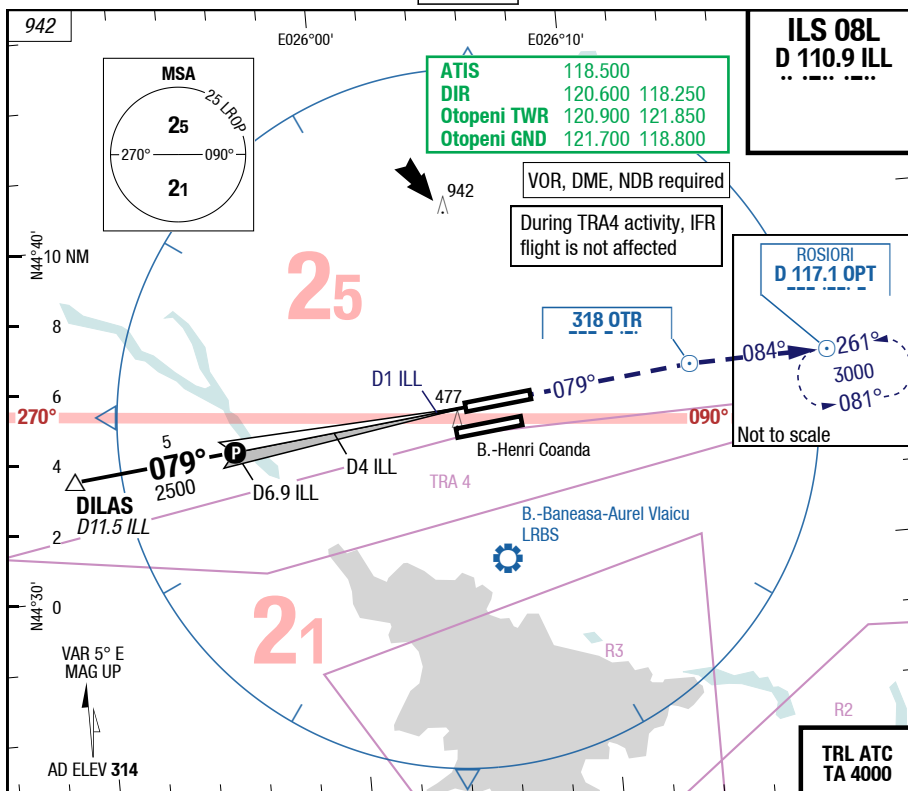 942
E026°00'
E026°10'
ILS 08L
D 110.9 ILL
MSA
25 LROP
25
270° 090°
21
ATIS 118.500
DIR 120.600 118.250
Otopeni TWR 120.900 121.850
Otopeni GND 121.700 118.800
942
VOR, DME, NDB required
During TRA4 activity, IFR
flight is not affected
N44°40'
10 NM
25
ROSIORI
D 117.1 OPT
318 OTR
8
084°
261°
3000
081°
D1 ILL
477
079°
6
270°
090°
Not to scale
5
079°
2500
P
B.-Henri Coanda
D4 ILL
4
D6.9 ILL
TRA 4
DILAS
D11.5 ILL
B.-Baneasa-Aurel Vlaicu
LRBS
2
N44°30'
0
21
R3
VAR 5° E
MAG UP
R2
AD ELEV 314
TRL ATC
TA 4000